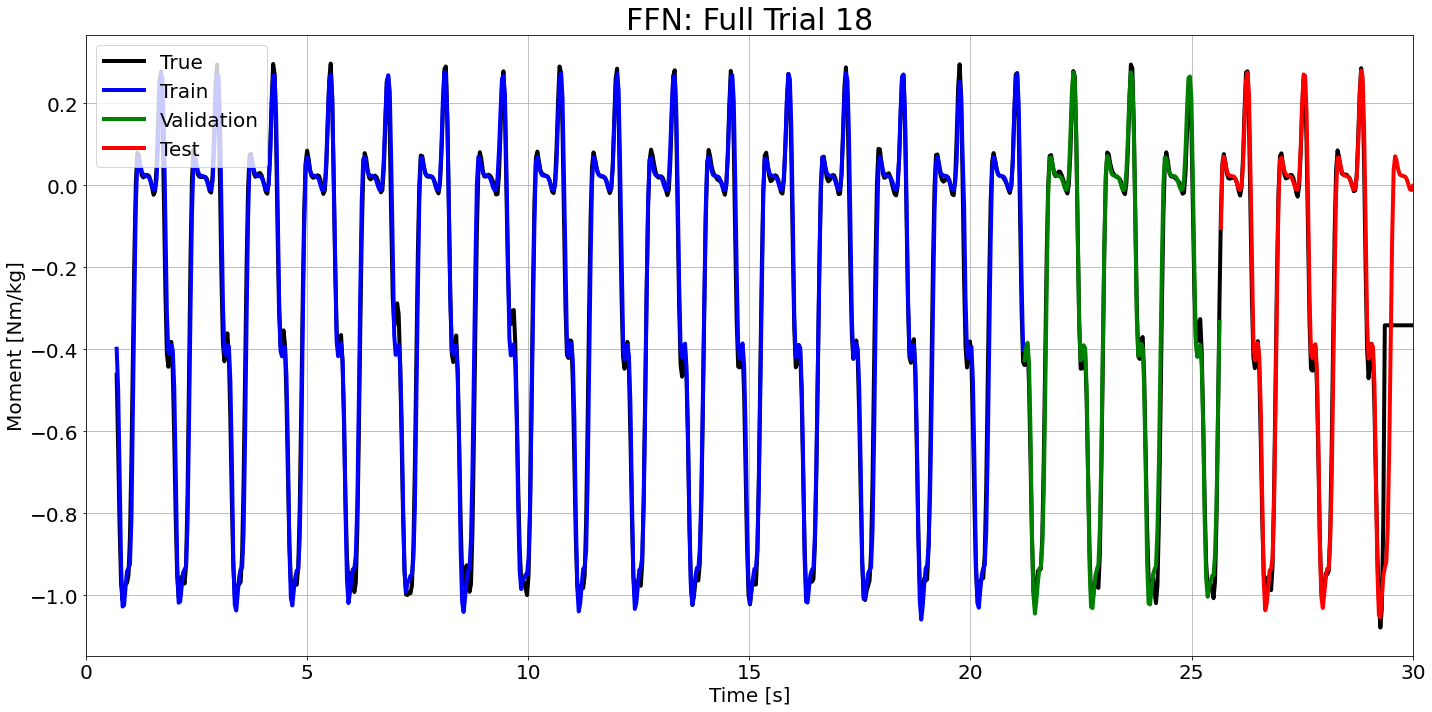 FFN: Full Trial 18
True
Train
Validation
Test
0.2
0.0
−0.2
−0.4
−0.6
−0.8
−1.0
Moment [Nm/kg]
0 5 10 15 20 25 30
Time [s]